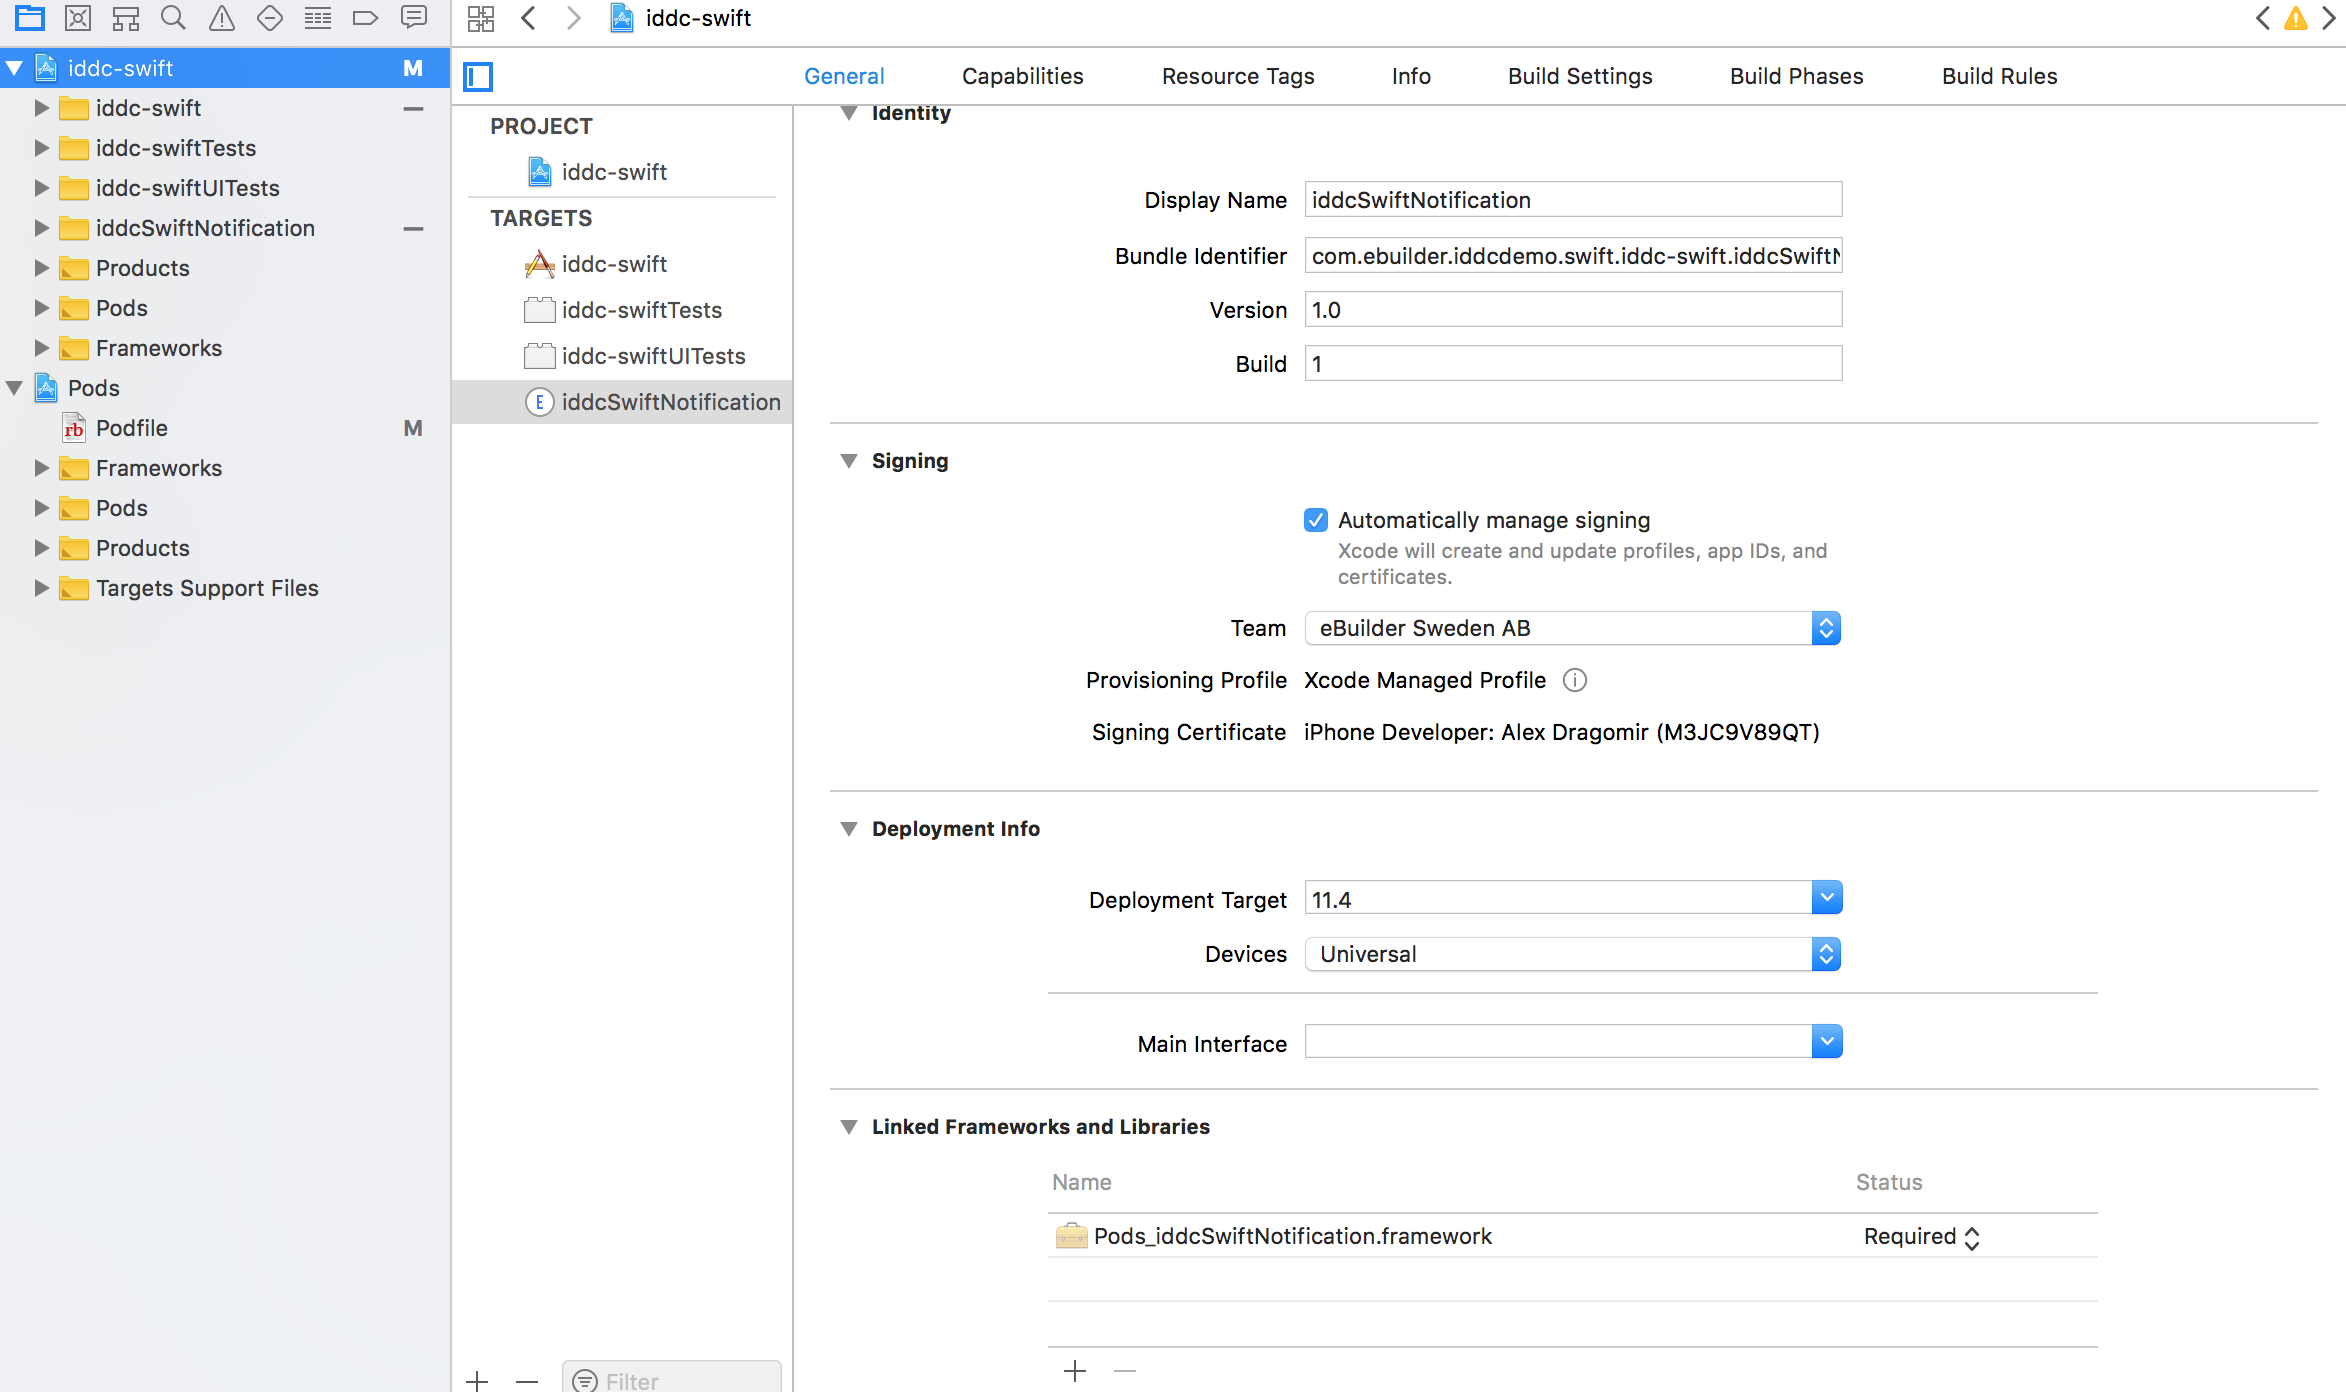 iddc-swift
iddc-swift M
iddc-swift
iddc-swiftTests
iddc-swiftUITests
iddcSwiftNotification
Products
Pods
Frameworks
Pods
rb Podfile M
Frameworks
Pods
Products
Targets Support Files
General Capabilities Resource Tags Info Build Settings Build Phases Build Rules
PROJECT
iddc-swift
TARGETS
iddc-swift
iddc-swiftTests
iddc-swiftUITests
E iddcSwiftNotification
Filter
Identity
Display Name iddcSwiftNotification
Bundle Identifier com.ebuilder.iddcdemo.swift.iddc-swift.iddcSwiftN
Version 1.0
Build 1
Signing
Automatically manage signing
Xcode will create and update profiles, app IDs, and
certificates.
Team eBuilder Sweden AB
Provisioning Profile Xcode Managed Profile
Signing Certificate iPhone Developer: Alex Dragomir (M3JC9V89QT)
Deployment Info
Deployment Target 11.4
Devices Universal
Main Interface
Linked Frameworks and Libraries
Name Status
Pods_iddcSwiftNotification.framework Required